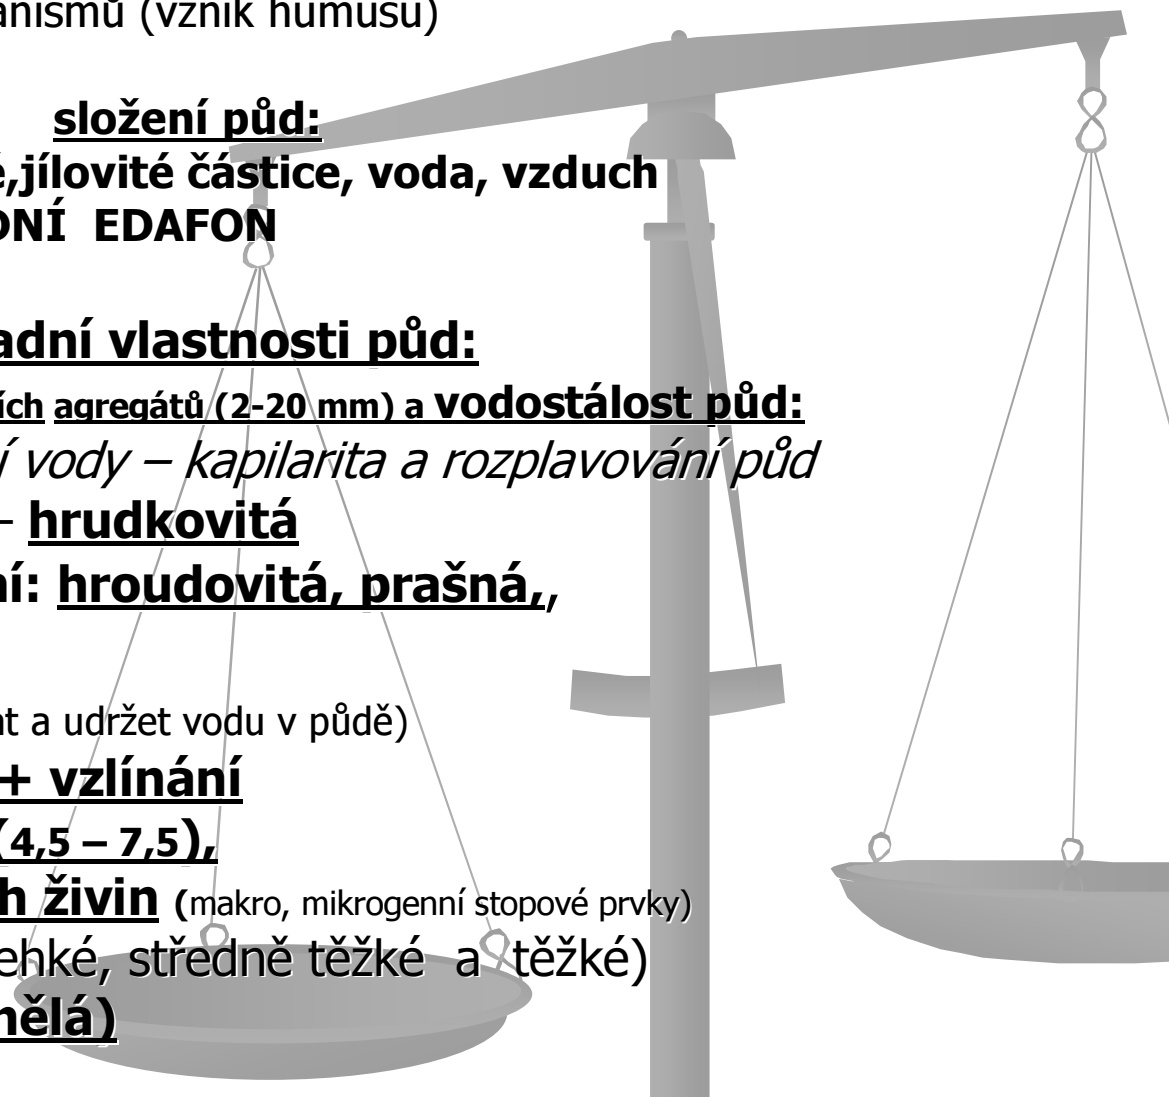 anismů (vznik humusu)
složení půd:
é,jílovité částice, voda, vzduch
DNÍ EDAFON
adní vlastnosti půd:
ích agregátů (2-20 mm) a vodostálost půd:
í vody – kapilarita a rozplavování půd
– hrudkovitá
ní: hroudovitá, prašná,,
at a udržet vodu v půdě)
+ vzlínání
(4,5 – 7,5),
h živin (makro, mikrogenní stopové prvky)
ehké, středně těžké a těžké)
nělá)